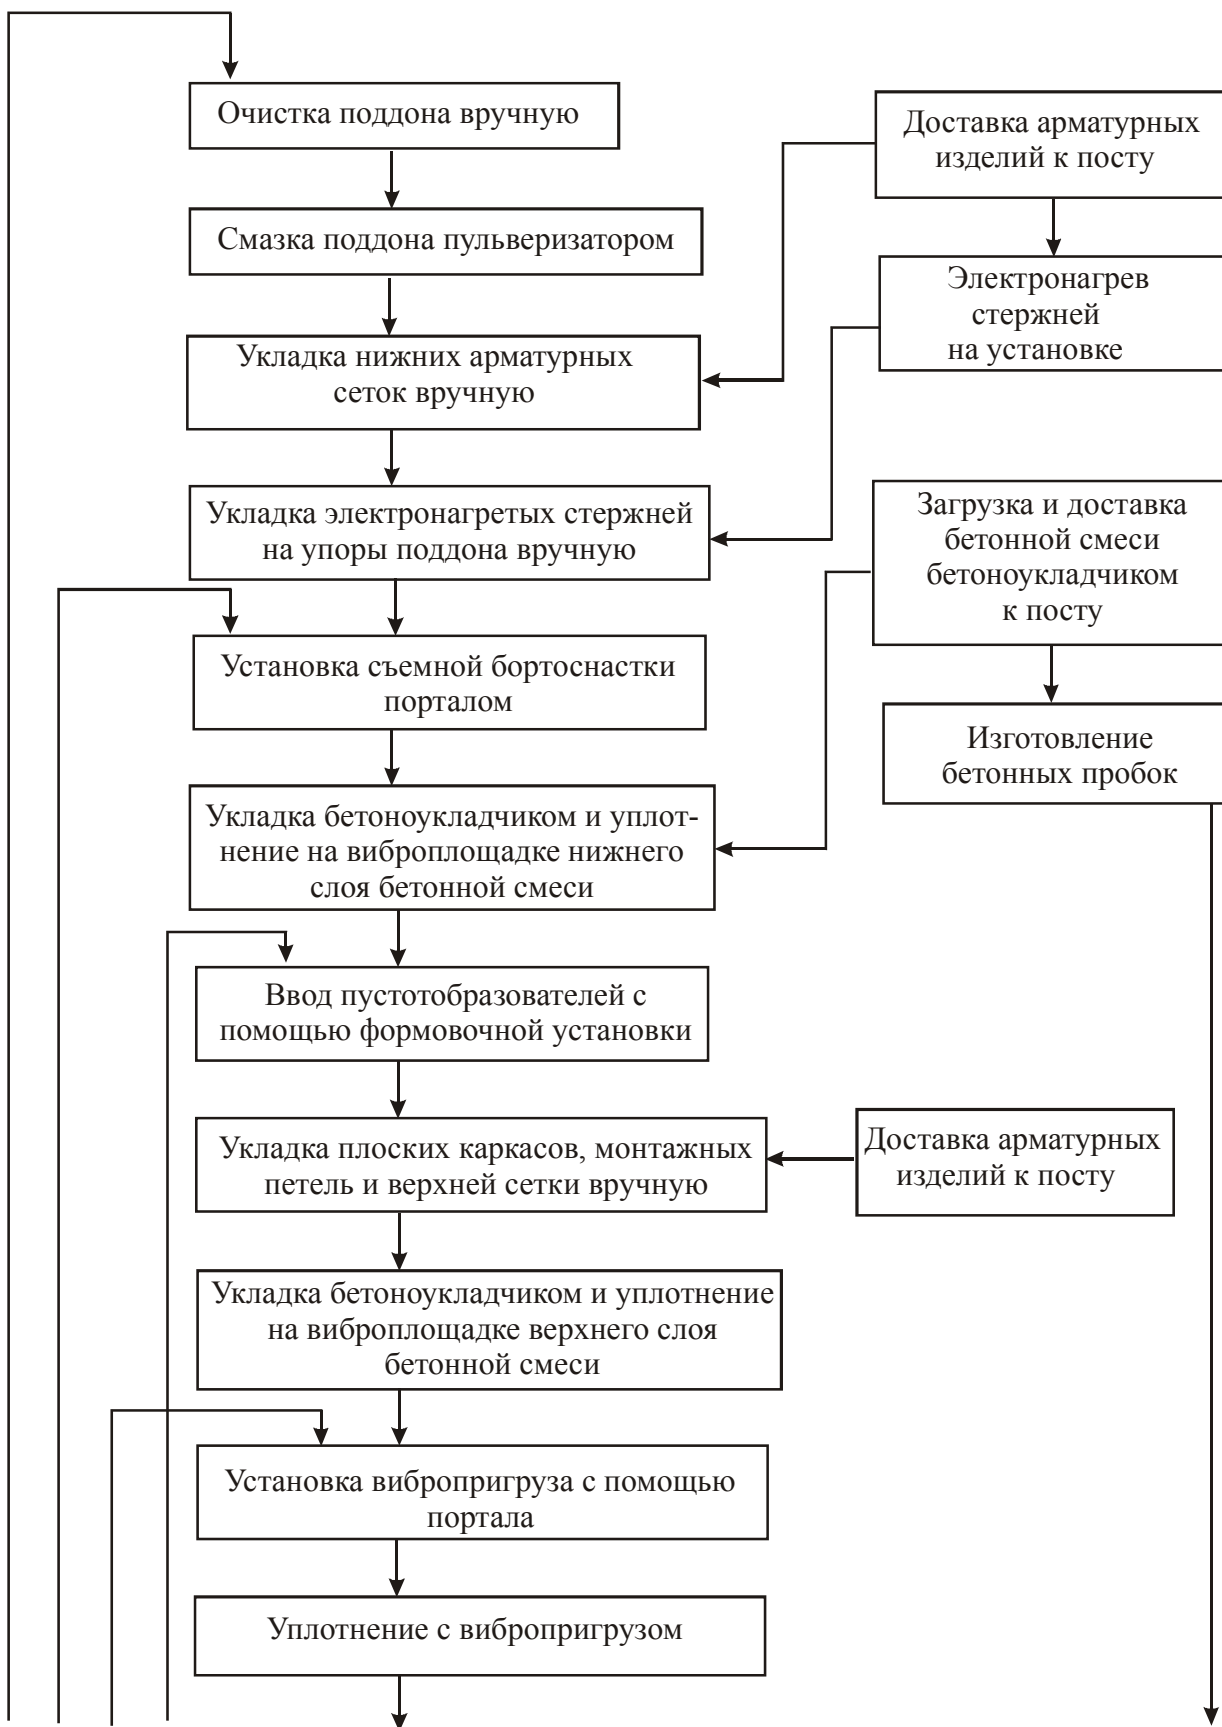 Очистка поддона вручную
Доставка арматурных
изделий к посту
Смазка поддона пульверизатором
Электронагрев
стержней
на установке
Укладка нижних арматурных
сеток вручную
Укладка электронагретых стержней
на упоры поддона вручную
Загрузка и доставка
бетонной смеси
бетоноукладчиком
к посту
Установка съемной бортоснастки
порталом
Изготовление
бетонных пробок
Укладка бетоноукладчиком и уплот-
нение на виброплощадке нижнего
слоя бетонной смеси
Ввод пустотобразователей с
помощью формовочной установки
Укладка плоских каркасов, монтажных
петель и верхней сетки вручную
Доставка арматурных
изделий к посту
Укладка бетоноукладчиком и уплотнение
на виброплощадке верхнего слоя
бетонной смеси
Установка вибропригруза с помощью
портала
Уплотнение с вибропригрузом